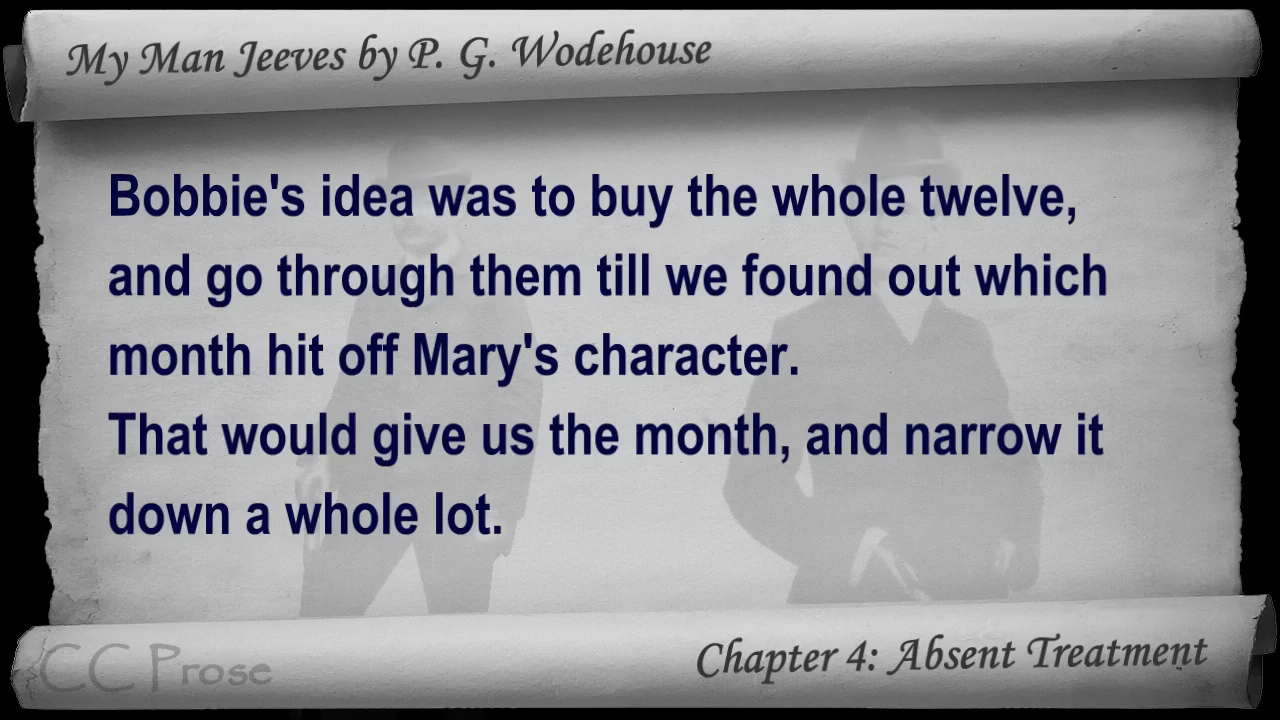 My Man Jeeves by P. G. Wodehouse
Bobbie's idea was to buy the whole twelve,
and go through them till we found out which
month hit off Mary's character.
That would give us the month, and narrow it
down a whole lot.
CC Prose
Chapter 4: Absent Treatment